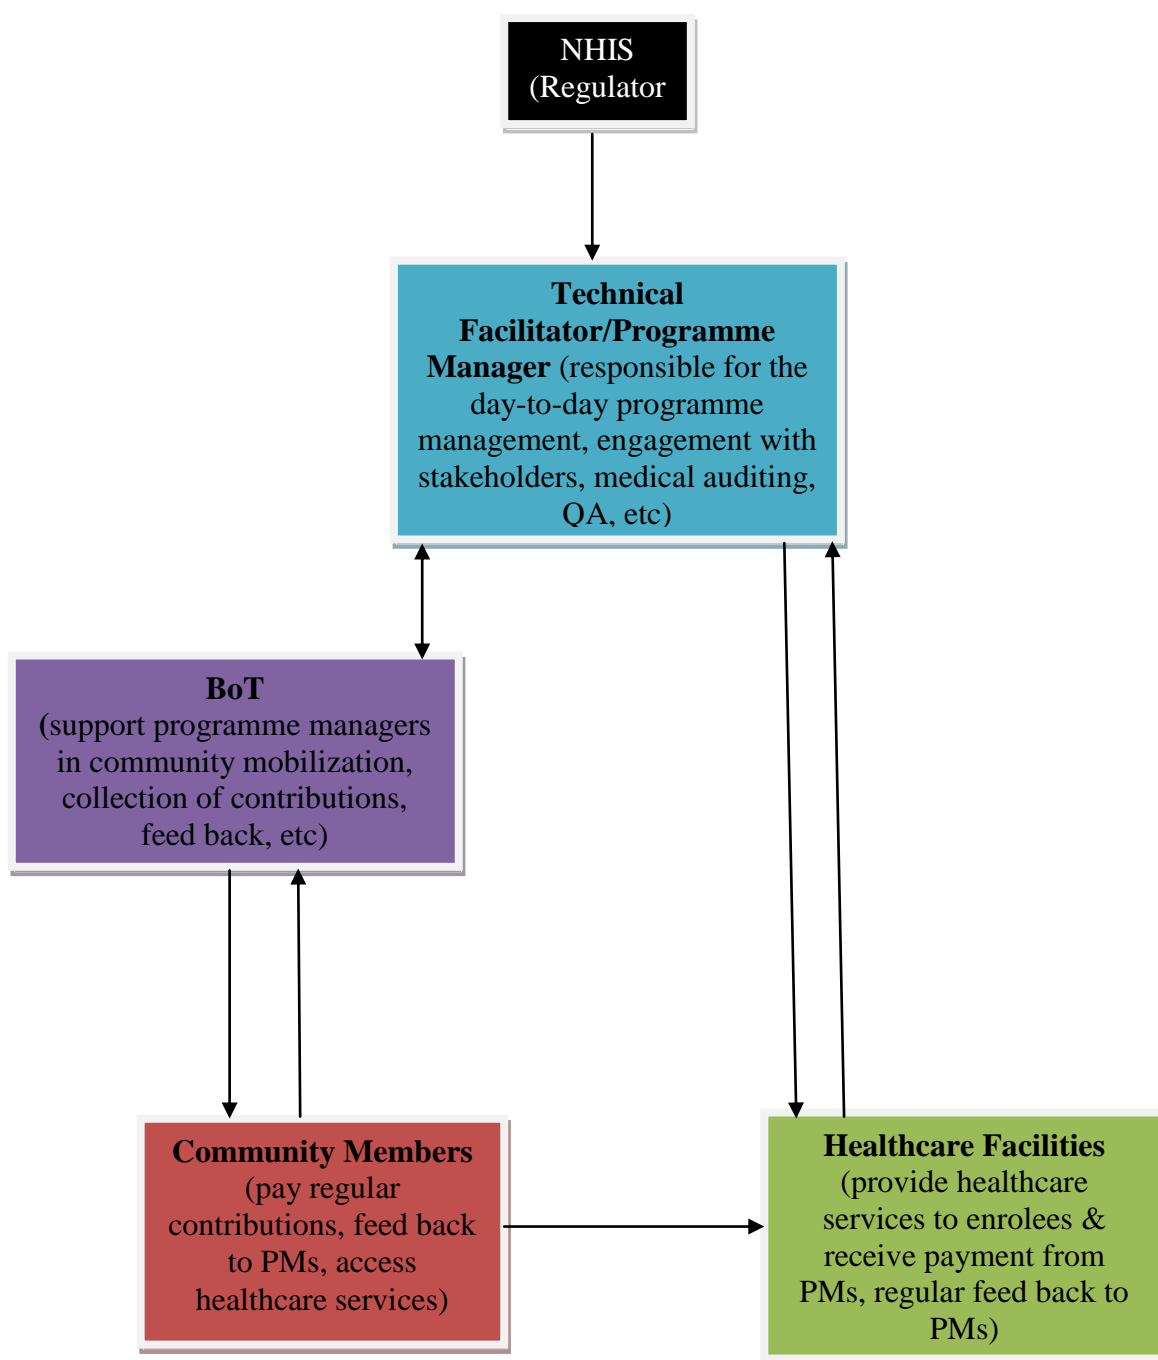 NHIS
(Regulator
Technical
Facilitator/Programme
Manager (responsible for the
day-to-day programme
management, engagement with
stakeholders, medical auditing,
QA, etc)
BoT
(support programme managers
in community mobilization,
collection of contributions,
feed back, etc)
Community Members
(pay regular
contributions, feed back
to PMs, access
healthcare services)
Healthcare Facilities
(provide healthcare
services to enrolees &
receive payment from
PMs, regular feed back to
PMs)